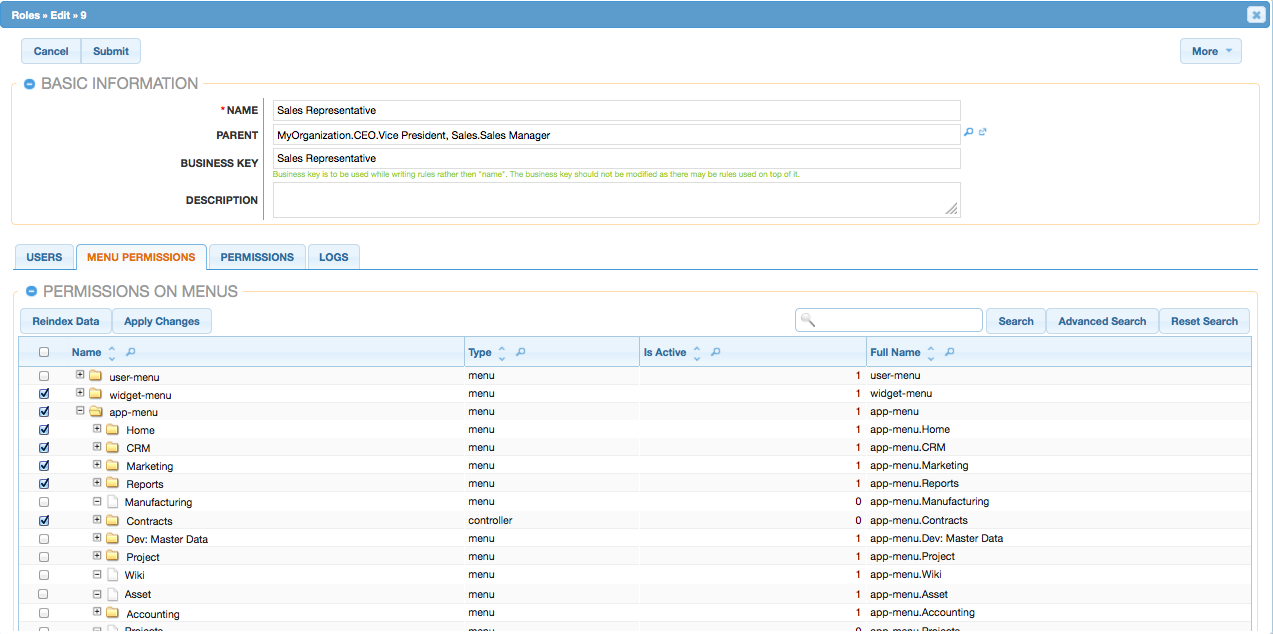 Roles » Edit » 9
Cancel Submit More
BASIC INFORMATION
*NAME Sales Representative
PARENT MyOrganization.CEO.Vice President, Sales.Sales Manager
BUSINESS KEY Sales Representative
Business key is to be used while writing rules rather then "name". The business key should not be modified as there may be rules used on top of it.
DESCRIPTION
USERS MENU PERMISSIONS PERMISSIONS LOGS
PERMISSIONS ON MENUS
Reindex Data Apply Changes Search Advanced Search Reset Search
Name Type Is Active Full Name
user-menu menu 1 user-menu
widget-menu menu 1 widget-menu
app-menu menu 1 app-menu
Home menu 1 app-menu.Home
CRM menu 1 app-menu.CRM
Marketing menu 1 app-menu.Marketing
Reports menu 1 app-menu.Reports
Manufacturing menu 0 app-menu.Manufacturing
Contracts controller 0 app-menu.Contracts
Dev: Master Data menu 1 app-menu.Dev: Master Data
Project menu 1 app-menu.Project
Wiki menu 1 app-menu.Wiki
Asset menu 1 app-menu.Asset
Accounting menu 1 app-menu.Accounting
Projects menu 0 app-menu.Projects